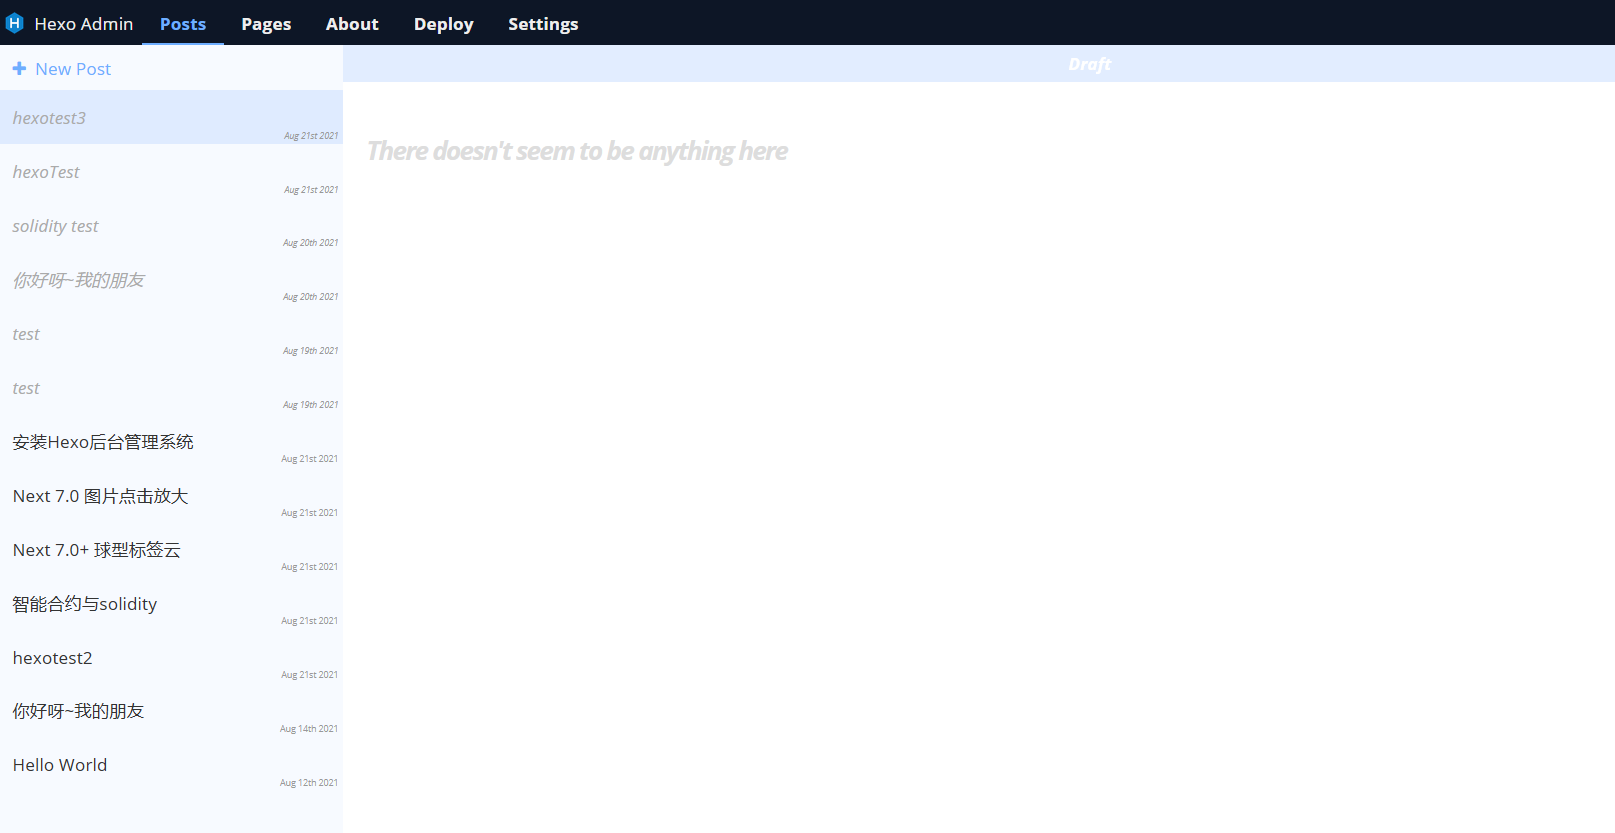 Hexo Admin Posts Pages About Deploy Settings
New Post
Draft
hexotest3
Aug 21st 2021
There doesn't seem to be anything here
hexoTest
Aug 21st 2021
solidity test
Aug 20th 2021
你好呀~我的朋友
Aug 20th 2021
test
Aug 19th 2021
test
Aug 19th 2021
安装Hexo后台管理系统
Aug 21st 2021
Next 7.0 图片点击放大
Aug 21st 2021
Next 7.0+ 球型标签云
Aug 21st 2021
智能合约与solidity
Aug 21st 2021
hexotest2
Aug 21st 2021
你好呀~我的朋友
Aug 14th 2021
Hello World
Aug 12th 2021